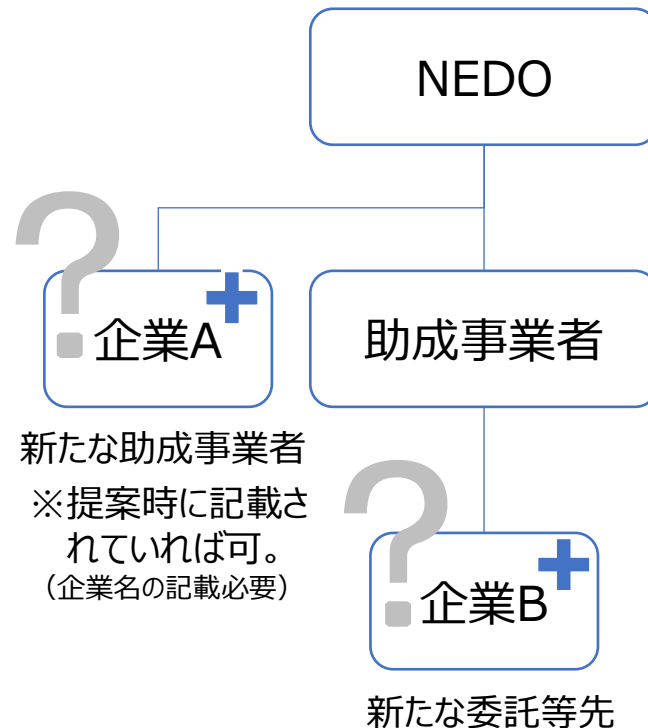 NEDO
?
企業A
助成事業者
新たな助成事業者
※提案時に記載さ
れていれば可。
(企業名の記載必要)
?
企業B
新たな委託等先